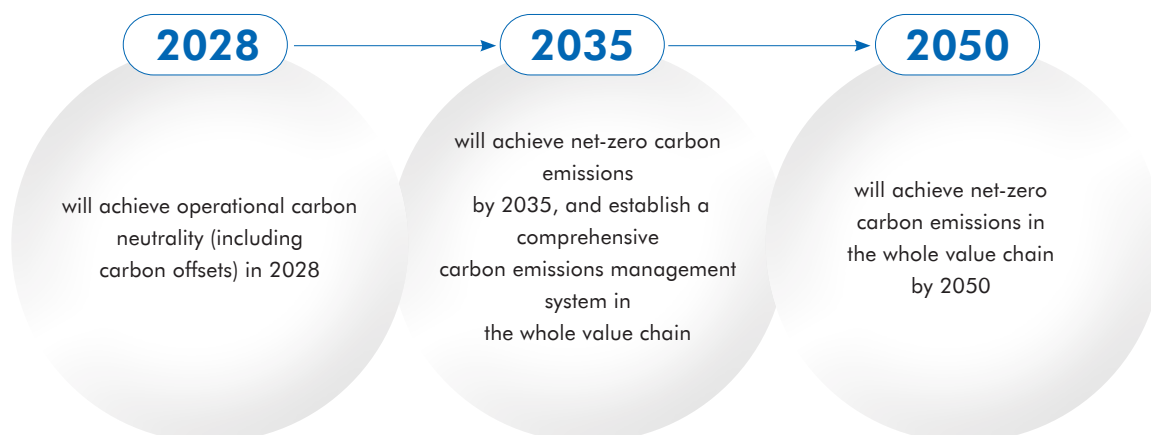 2028
will achieve operational carbon
neutrality (including
carbon offsets) in 2028
2035
will achieve net-zero carbon
emissions
by 2035, and establish a
comprehensive
carbon emissions management
system in
the whole value chain
2050
will achieve net-zero
carbon emissions in
the whole value chain
by 2050